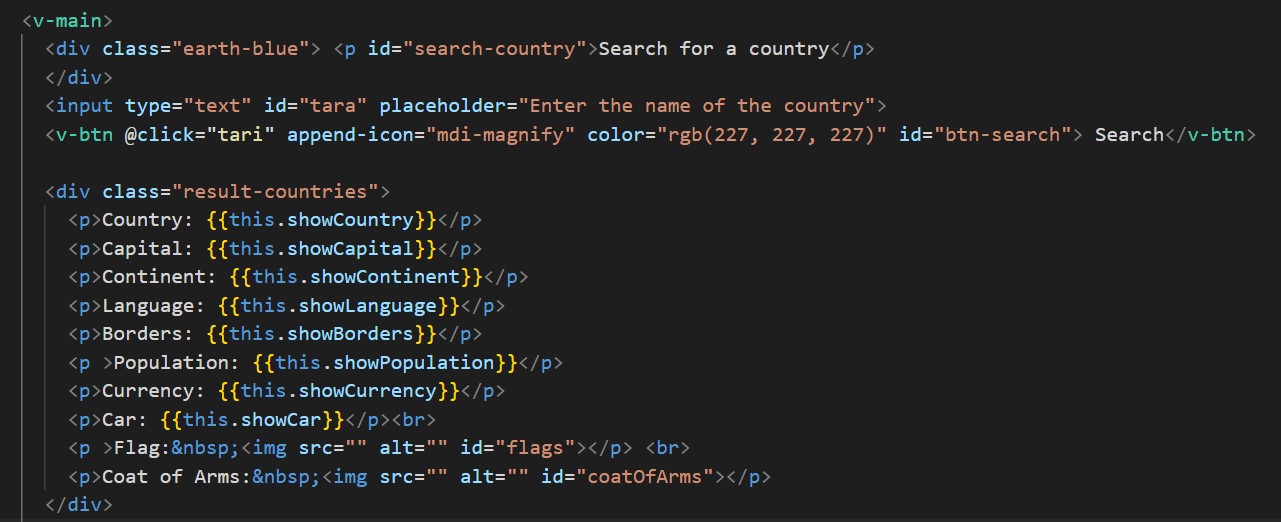 <v-main>
<div class="earth-blue"> <p id="search-country">Search for a country</p>
</div>
<input type="text" id="tara" placeholder="Enter the name of the country">
<v-btn @click="tari" append-icon="mdi-magnify" color="rgb(227, 227, 227)" id="btn-search"> Search</v-btn>
<div class="result-countries">
<p>Country: {{this.showCountry}}</p>
<p>Capital: {{this.showCapital}}</p>
<p>Continent: {{this.showContinent}}</p>
<p>Language: {{this.showLanguage}}</p>
<p>Borders: {{this.showBorders}}</p>
<p >Population: {{this.showPopulation}}</p>
<p>Currency: {{this.showCurrency}}</p>
<p>Car: {{this.showCar}}</p><br>
<p >Flag:&nbsp;<img src="" alt="" id="flags"></p> <br>
<p>Coat of Arms:&nbsp;<img src="" alt="" id="coatOfArms"></p>
</div>